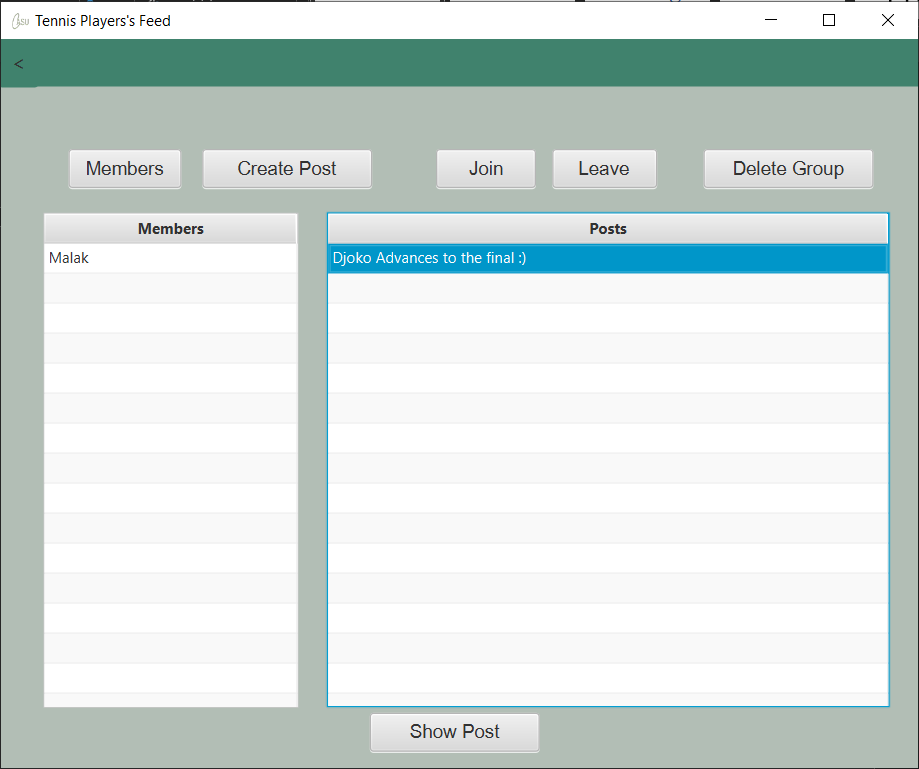 Tennis Players's Feed
<
Members Create Post Join Leave Delete Group
Members Posts
Malak Djoko Advances to the final :)
Show Post